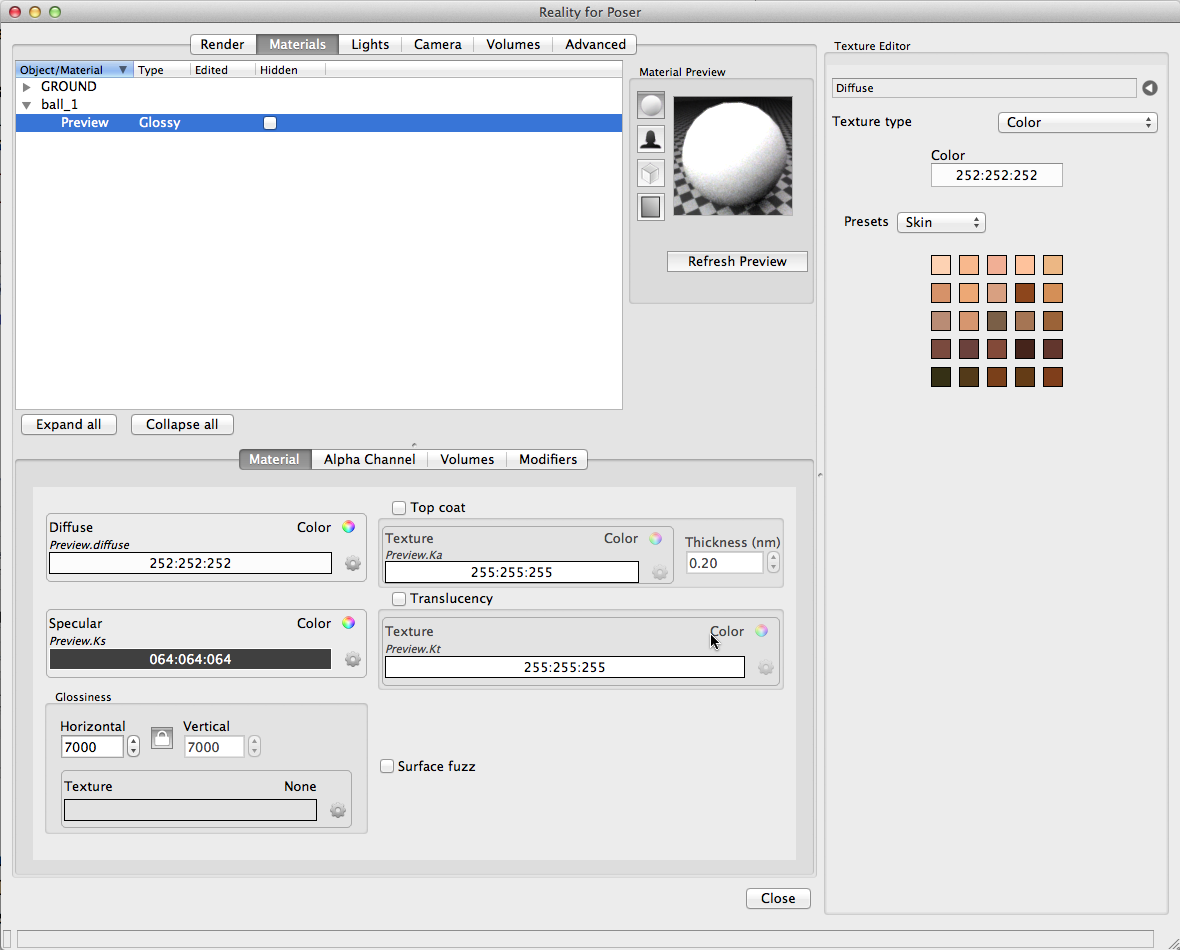 Reality for Poser
Render Materials Lights Camera Volumes Advanced
Object/Material Type Edited Hidden
GROUND
ball_1
Preview Glossy
Expand all Collapse all
Material Preview
Refresh Preview
Material Alpha Channel Volumes Modifiers
Diffuse Color
Preview.diffuse
252:252:252
Specular Color
Preview.Ks
064:064:064
Glossiness
Horizontal Vertical
7000 7000
Texture None
Top coat
Texture Color
Preview.Ka
255:255:255
Thickness (nm)
0.20
Translucency
Texture Color
Preview.Kt
255:255:255
Surface fuzz
Close
Texture Editor
Diffuse
Texture type Color
Color
252:252:252
Presets Skin